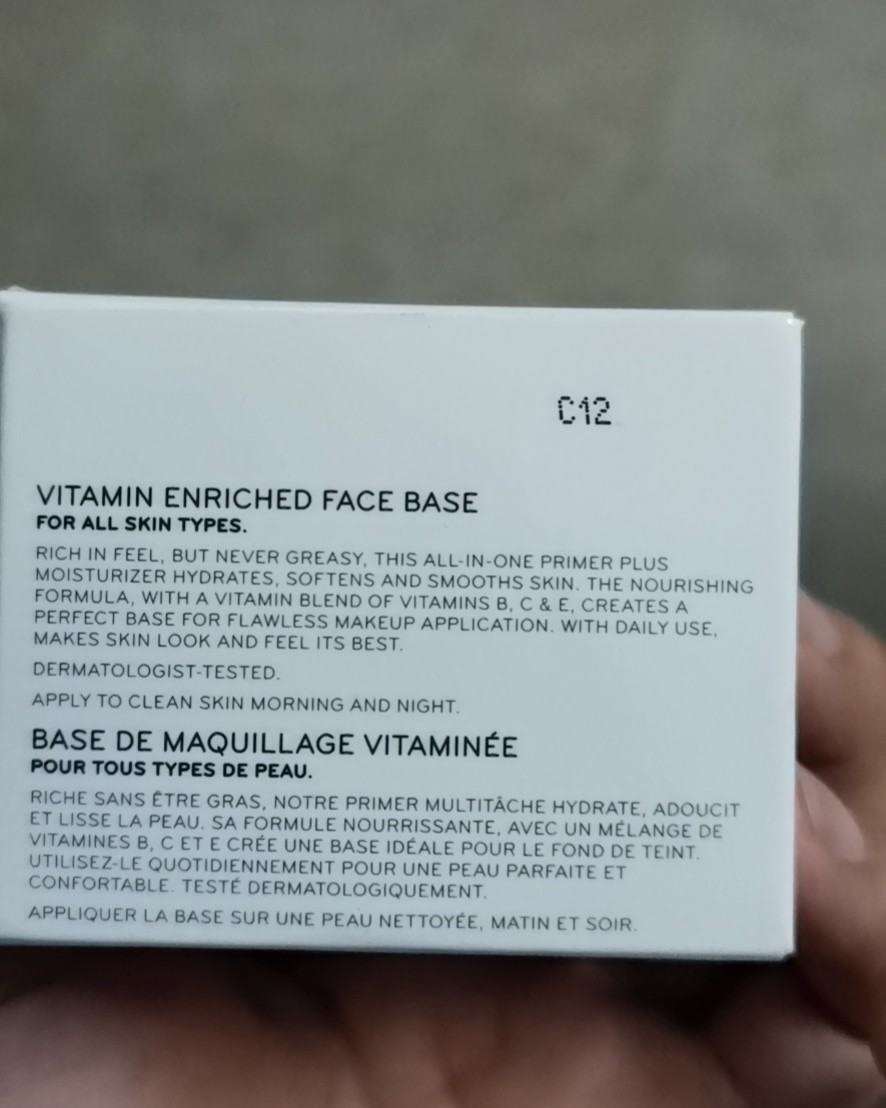 C12
VITAMIN ENRICHED FACE BASE
FOR ALL SKIN TYPES.
RICH IN FEEL, BUT NEVER GREASY, THIS ALL-IN-ONE PRIMER PLUS
MOISTURIZER HYDRATES, SOFTENS AND SMOOTHS SKIN. THE NOURISHING
FORMULA, WITH A VITAMIN BLEND OF VITAMINS B, C & E, CREATES A
PERFECT BASE FOR FLAWLESS MAKEUP APPLICATION. WITH DAILY USE,
MAKES SKIN LOOK AND FEEL ITS BEST.
DERMATOLOGIST-TESTED.
APPLY TO CLEAN SKIN MORNING AND NIGHT.
BASE DE MAQUILLAGE VITAMINÉE
POUR TOUS TYPES DE PEAU.
RICHE SANS ÊTRE GRAS, NOTRE PRIMER MULTITÂCHE HYDRATE, ADOUCIT
ET LISSE LA PEAU. SA FORMULE NOURRISSANTE, AVEC UN MÉLANGE DE
VITAMINES B, C ET E CRÉE UNE BASE IDÉALE POUR LE FOND DE TEINT.
UTILISEZ-LE QUOTIDIENNEMENT POUR UNE PEAU PARFAITE ET
CONFORTABLE. TESTÉ DERMATOLOGIQUEMENT.
APPLIQUER LA BASE SUR UNE PEAU NETTOYÉE, MATIN ET SOIR.